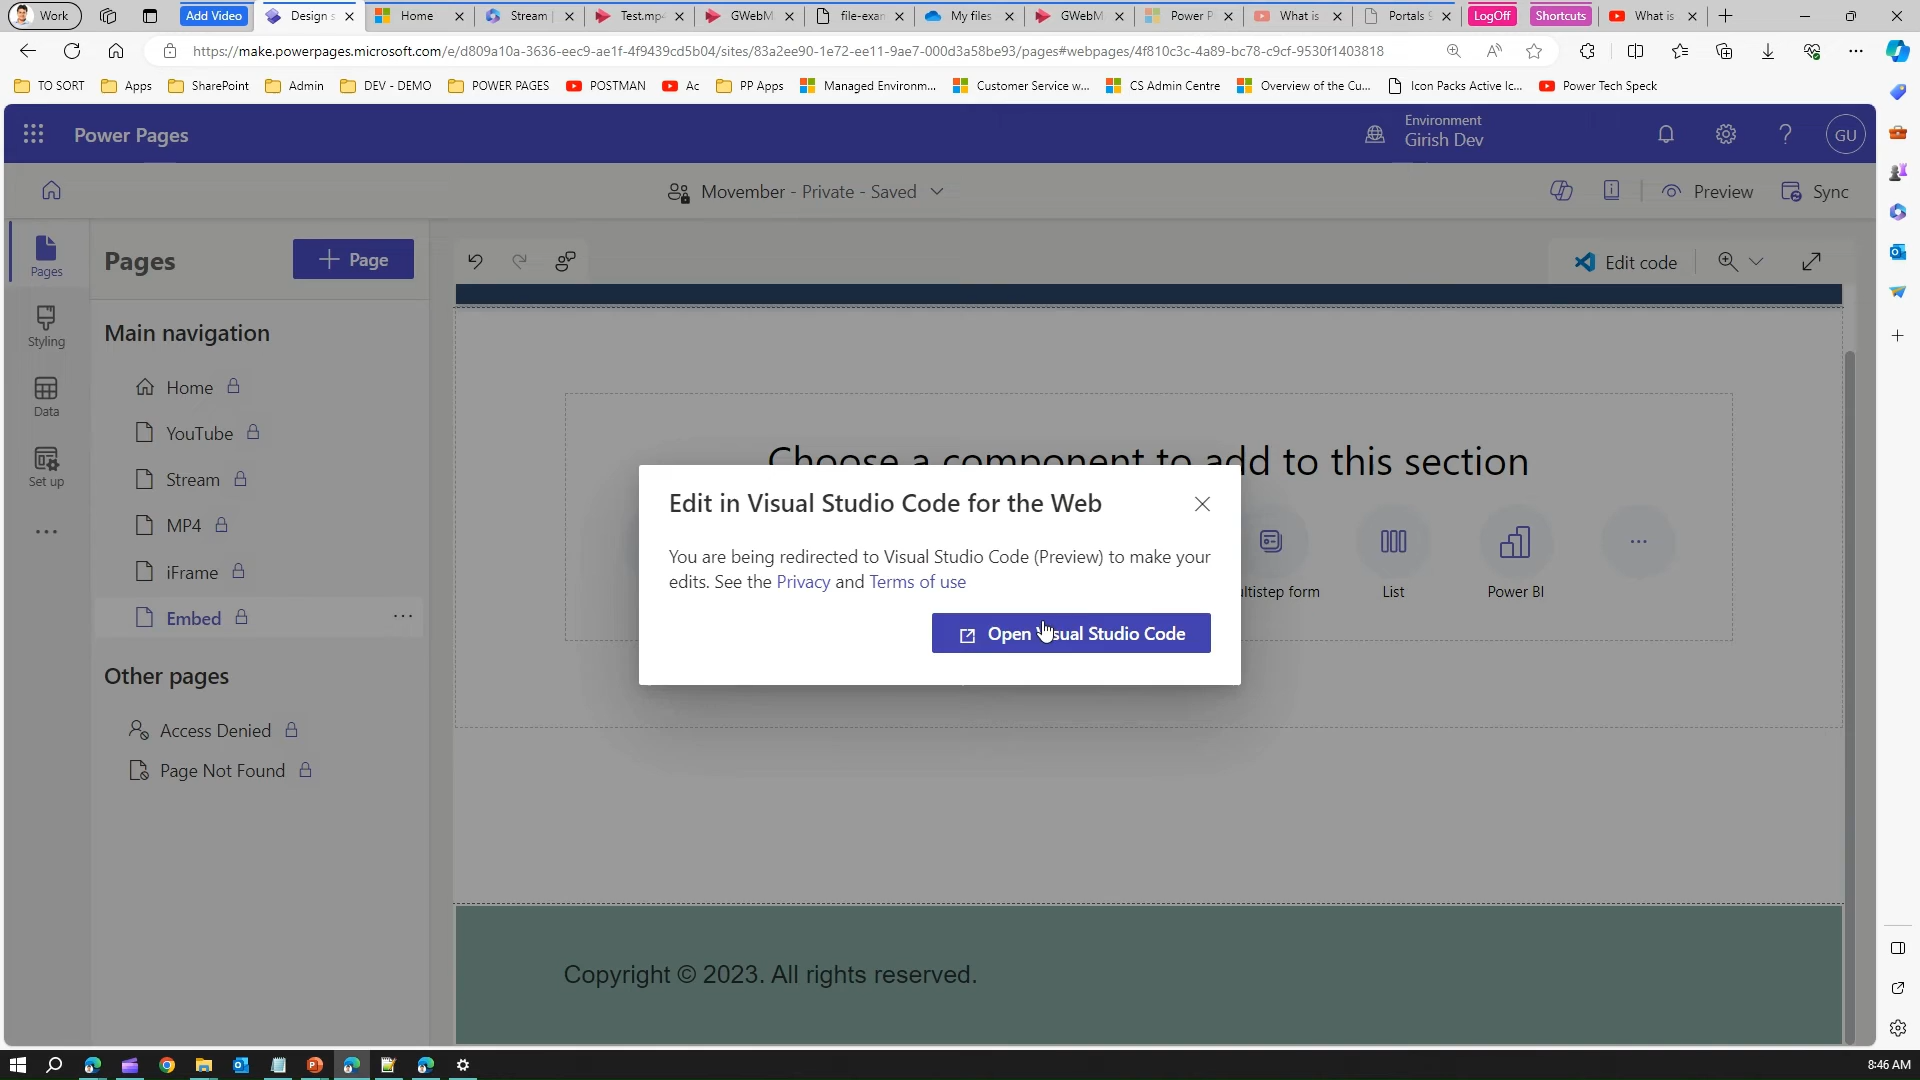 Work
Add Video
Design s
Home
Stream |
Test.mp4
GWebM
file-exan
My files
GWebM
Power P
What is
Portals S
LogOff
Shortcuts
What is
https://make.powerpages.microsoft.com/e/d809a10a-3636-eec9-ae1f-4f9439cd5b04/sites/83a2ee90-1e72-ee11-9ae7-000d3a58be93/pages#webpages/4f810c3c-4a89-bc78-c9cf-9530f1403818
TO SORT
Apps
SharePoint
Admin
DEV - DEMO
POWER PAGES
POSTMAN
Ac
PP Apps
Managed Environm...
Customer Service w...
CS Admin Centre
Overview of the Cu...
Icon Packs Active Ic...
Power Tech Speck
Power Pages
Environment
Girish Dev
GU
Movember - Private - Saved
Preview
Sync
Pages
Styling
Data
Set up
Pages
+ Page
Edit code
Main navigation
Home
YouTube
Stream
MP4
iFrame
Embed
Other pages
Access Denied
Page Not Found
Choose a component to add to this section
ltistep form
List
Power BI
Edit in Visual Studio Code for the Web
You are being redirected to Visual Studio Code (Preview) to make your
edits. See the Privacy and Terms of use
Open Visual Studio Code
Copyright © 2023. All rights reserved.
8:46 AM